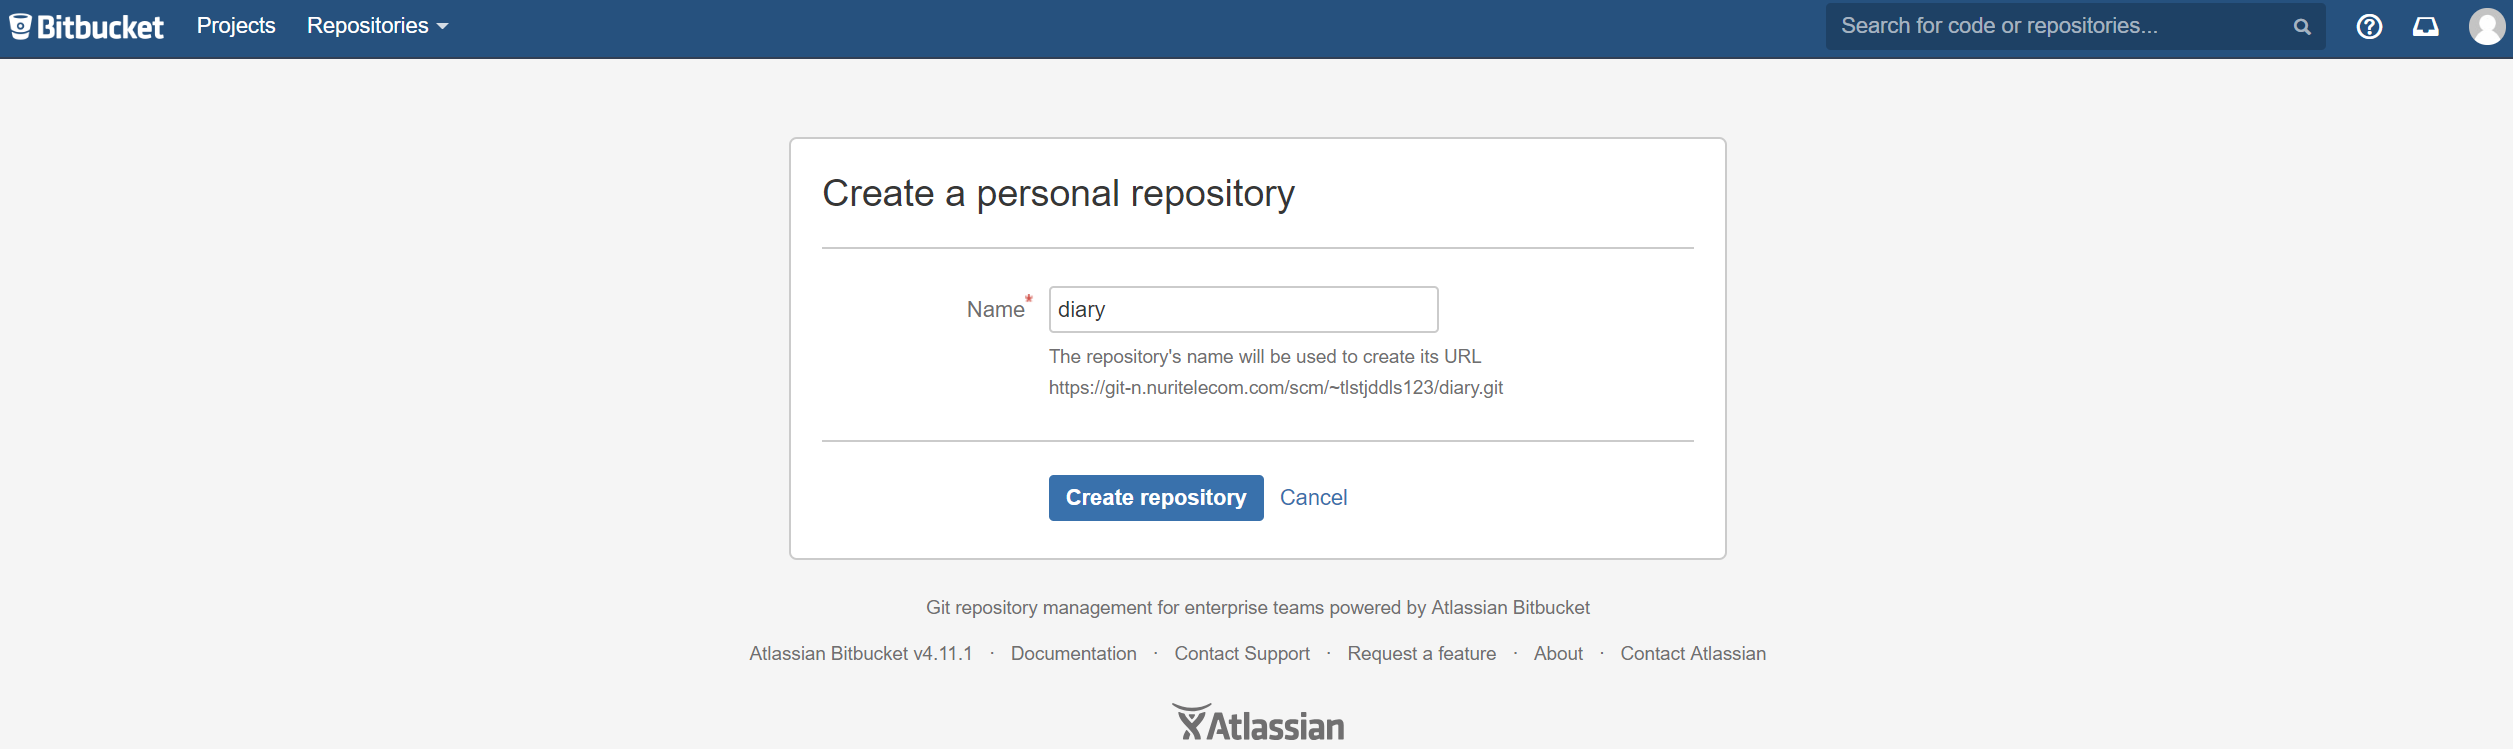 Bitbucket Projects Repositories Search for code or repositories...
Create a personal repository
Name* diary
The repository's name will be used to create its URL
https://git-n.nuritelecom.com/scm/~tlstjddls123/diary.git
Create repository Cancel
Git repository management for enterprise teams powered by Atlassian Bitbucket
Atlassian Bitbucket v4.11.1 · Documentation · Contact Support · Request a feature · About · Contact Atlassian
Atlassian